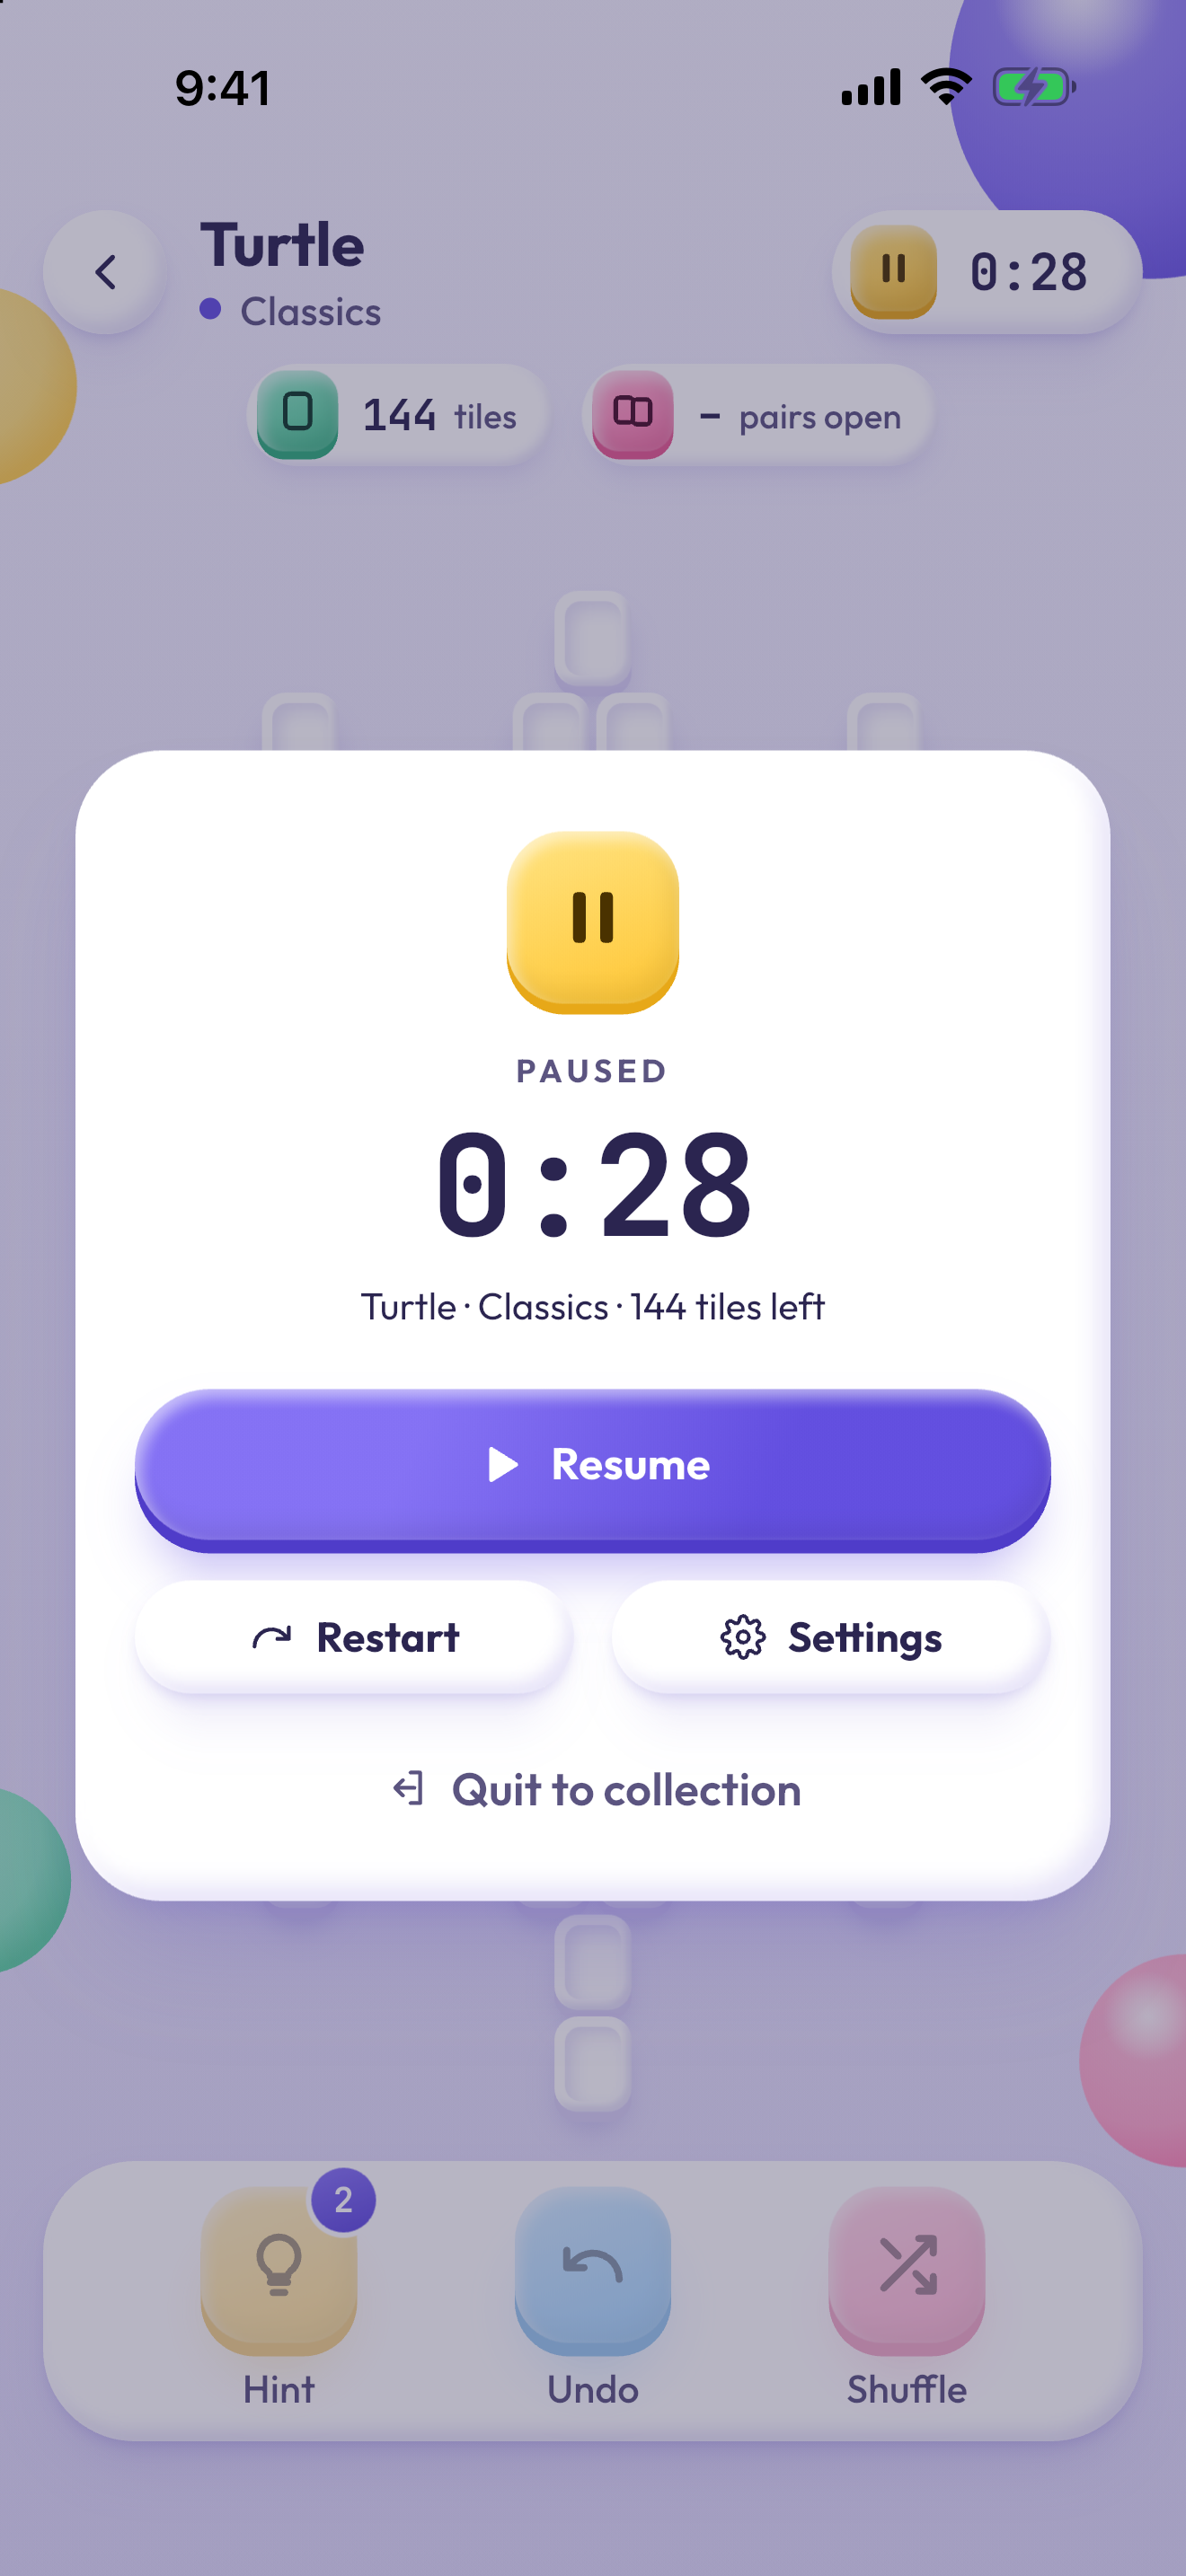 9:41
Turtle
Classics
0:28
144 tiles
– pairs open
PAUSED
0:28
Turtle · Classics · 144 tiles left
Resume
Restart
Settings
Quit to collection
2
Hint
Undo
Shuffle